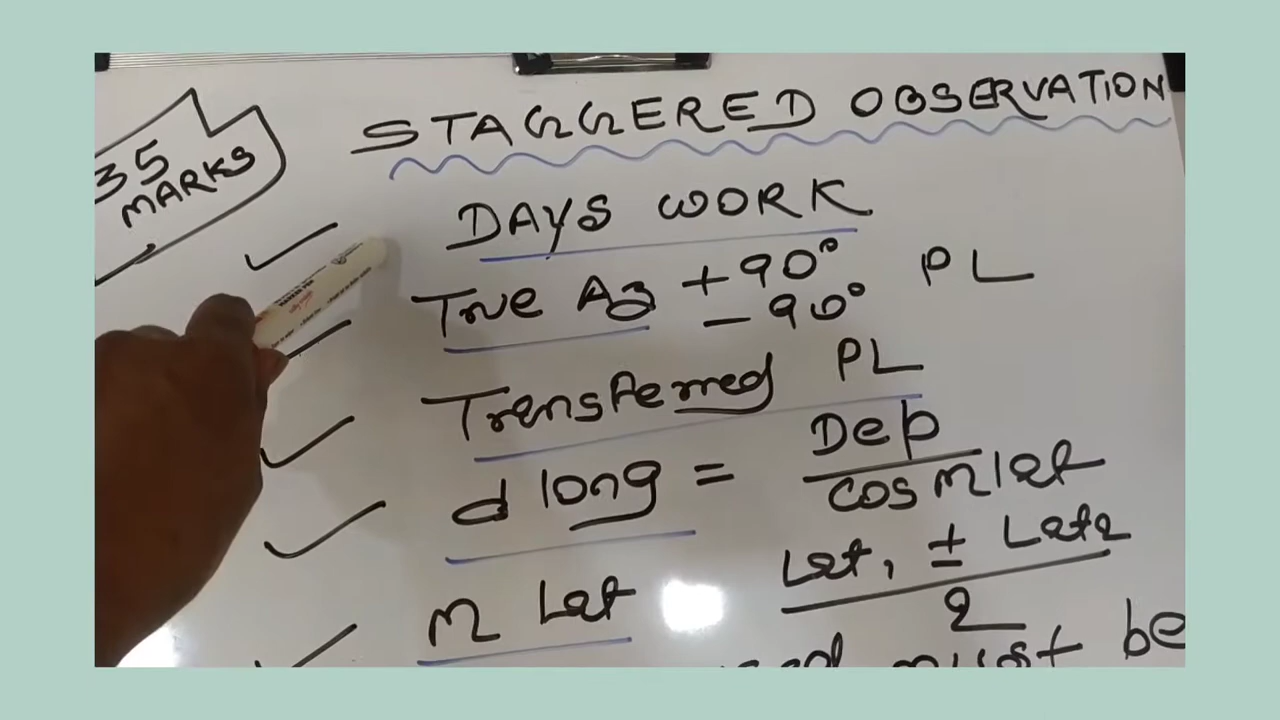 35
MARKS
STAGGERED OBSERVATION
DAYS WORK
True Az + 90° PL
- 90°
Transferred PL
d long = Dep
cos m lat
m Lat Lat1 ± Lat2
2
must be